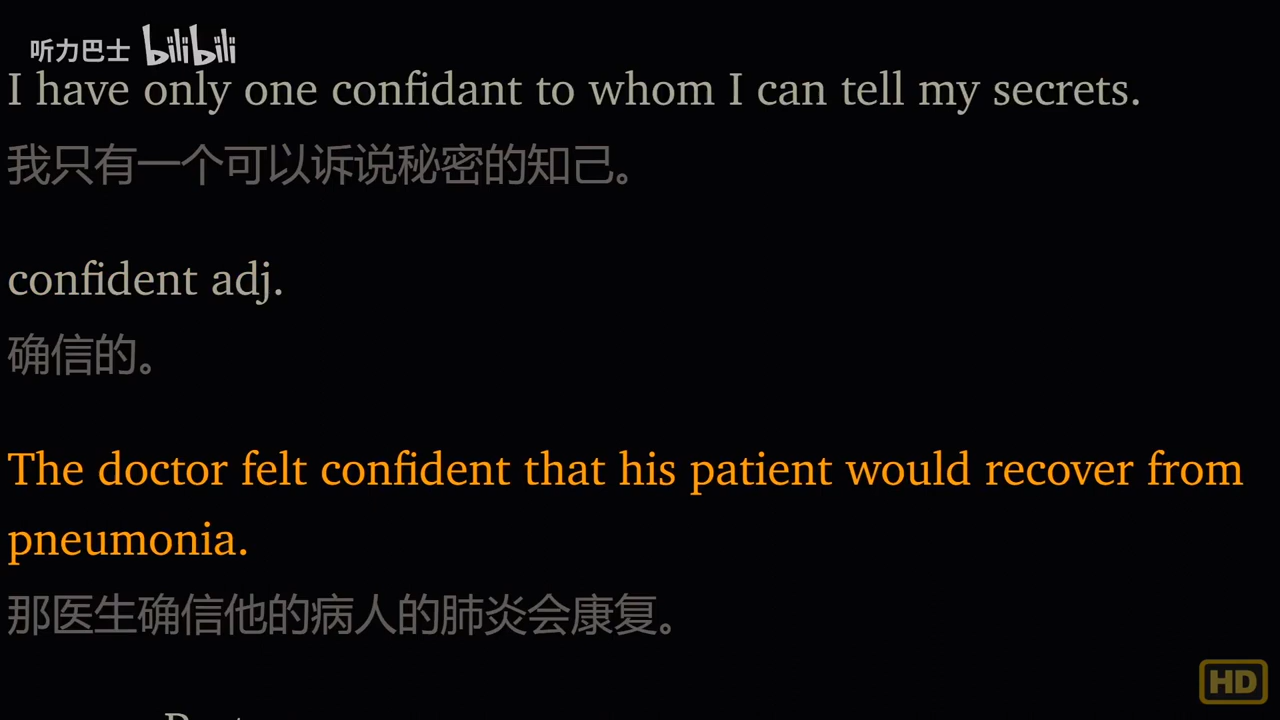 听力巴士 bilibili
I have only one confidant to whom I can tell my secrets.
我只有一个可以诉说秘密的知己。
confident adj.
确信的。
The doctor felt confident that his patient would recover from
pneumonia.
那医生确信他的病人的肺炎会康复。
HD